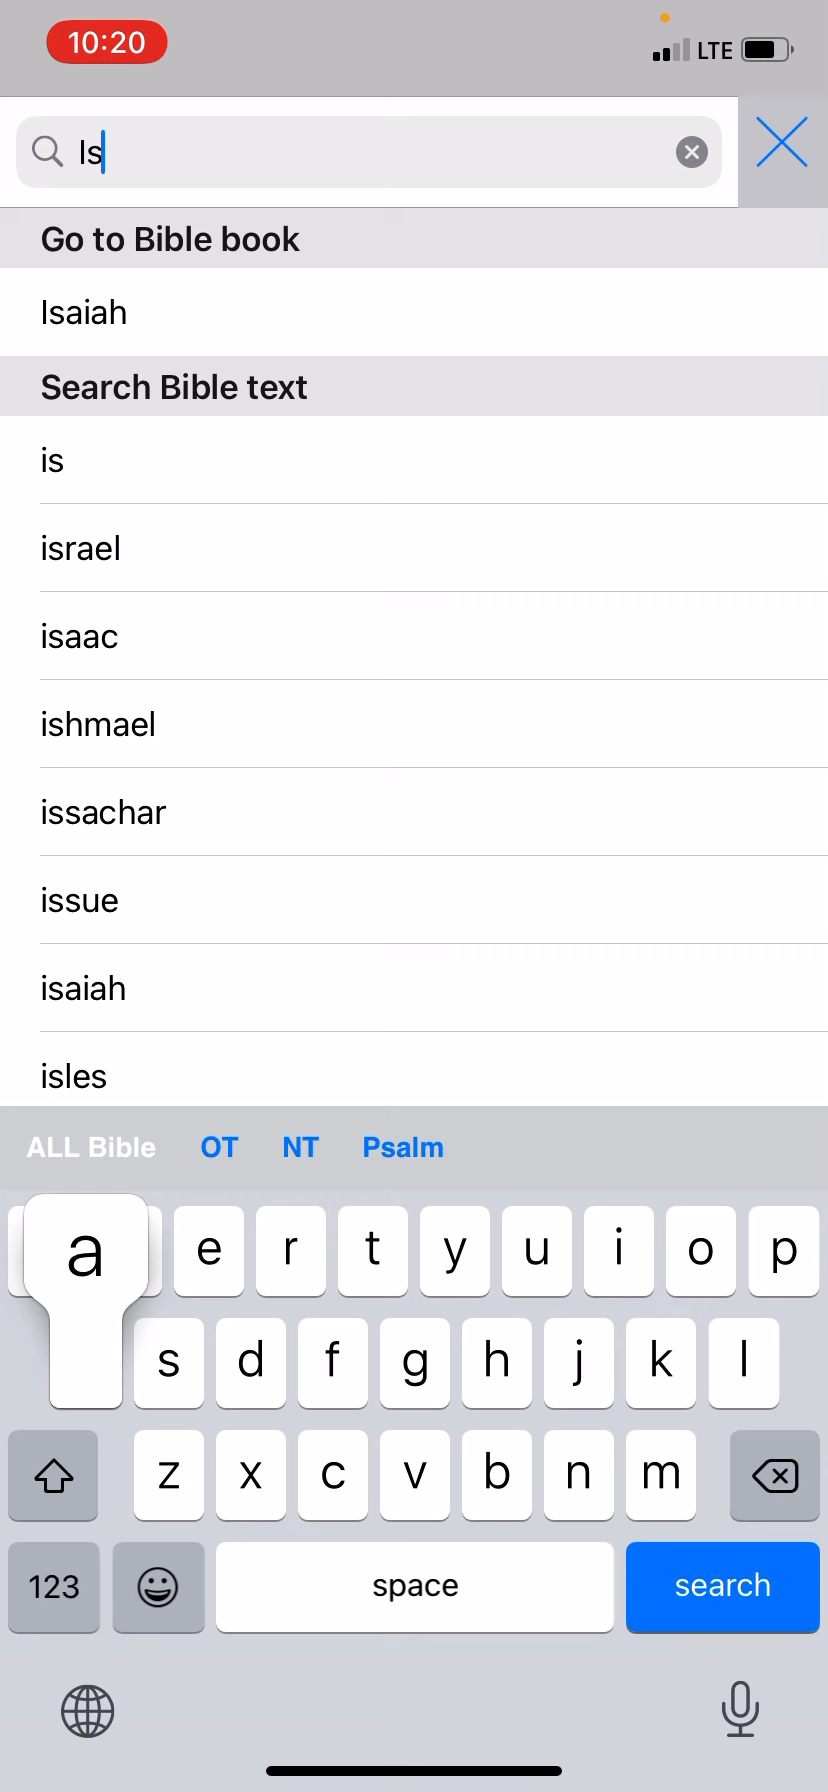 10:20
LTE
Is
Go to Bible book
Isaiah
Search Bible text
is
israel
isaac
ishmael
issachar
issue
isaiah
isles
ALL Bible OT NT Psalm
a e r t y u i o p
s d f g h j k l
z x c v b n m
123 space search